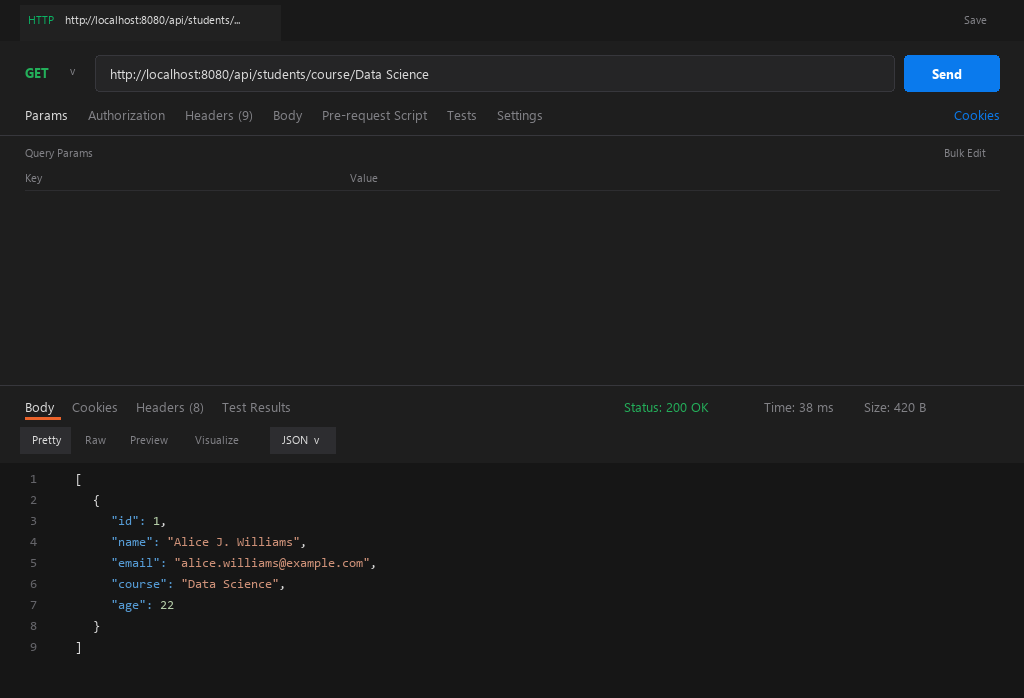 HTTP http://localhost:8080/api/students/... Save
GET v http://localhost:8080/api/students/course/Data Science Send
Params Authorization Headers (9) Body Pre-request Script Tests Settings Cookies
Query Params Bulk Edit
Key Value
Body Cookies Headers (8) Test Results Status: 200 OK Time: 38 ms Size: 420 B
Pretty Raw Preview Visualize JSON v
1 [
2 {
3 "id": 1,
4 "name": "Alice J. Williams",
5 "email": "alice.williams@example.com",
6 "course": "Data Science",
7 "age": 22
8 }
9 ]